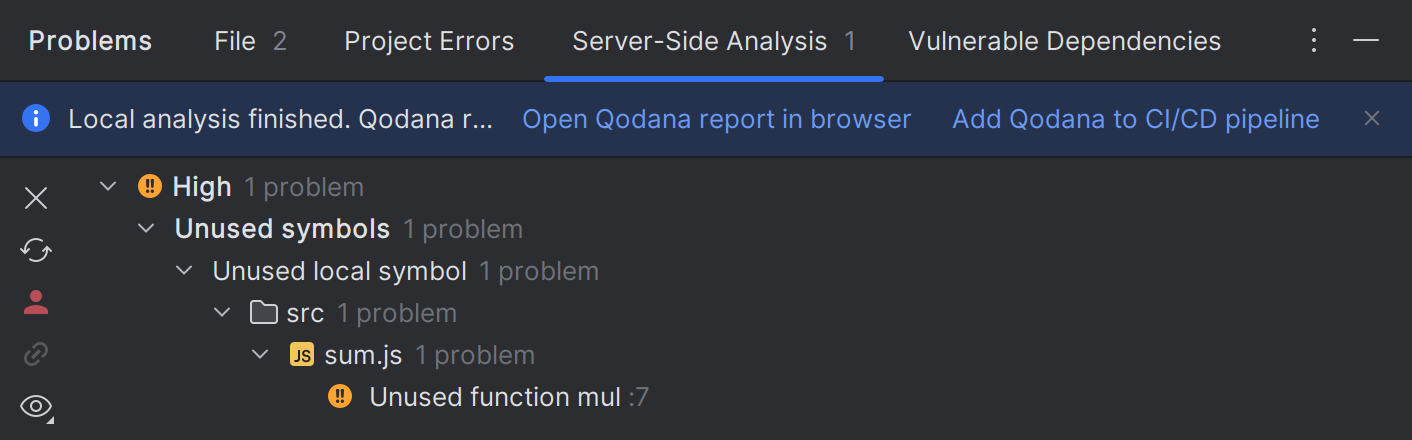 Problems File 2 Project Errors Server-Side Analysis 1 Vulnerable Dependencies
Local analysis finished. Qodana r... Open Qodana report in browser Add Qodana to CI/CD pipeline
High 1 problem
Unused symbols 1 problem
Unused local symbol 1 problem
src 1 problem
JS sum.js 1 problem
Unused function mul :7